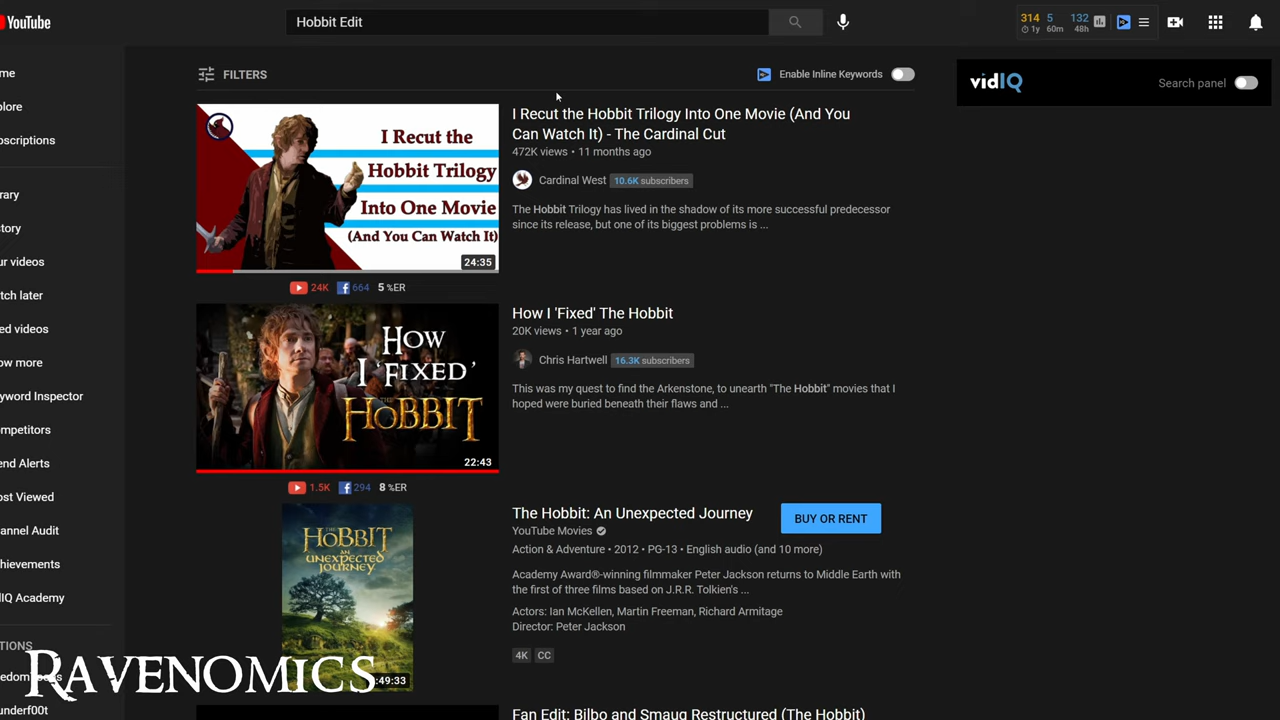 YouTube
Hobbit Edit
314 5 132
1y 60m 48h
me
plore
bscriptions
rary
tory
ur videos
tch later
ed videos
ow more
yword Inspector
mpetitors
end Alerts
ost Viewed
annel Audit
hievements
IQ Academy
TIONS
underf00t
FILTERS
Enable Inline Keywords
vidIQ
Search panel
I Recut the
Hobbit Trilogy
Into One Movie
(And You Can Watch It)
24:35
24K 664 5 %ER
I Recut the Hobbit Trilogy Into One Movie (And You
Can Watch It) - The Cardinal Cut
472K views • 11 months ago
Cardinal West 10.6K subscribers
The Hobbit Trilogy has lived in the shadow of its more successful predecessor
since its release, but one of its biggest problems is ...
HOW
I 'FIXED'
THE
HOBBIT
22:43
1.5K 294 8 %ER
How I 'Fixed' The Hobbit
20K views • 1 year ago
Chris Hartwell 16.3K subscribers
This was my quest to find the Arkenstone, to unearth "The Hobbit" movies that I
hoped were buried beneath their flaws and ...
THE
HOBBIT
AN
UNEXPECTED
JOURNEY
:49:33
The Hobbit: An Unexpected Journey
BUY OR RENT
YouTube Movies
Action & Adventure • 2012 • PG-13 • English audio (and 10 more)
Academy Award®-winning filmmaker Peter Jackson returns to Middle Earth with
the first of three films based on J.R.R. Tolkien's ...
Actors: Ian McKellen, Martin Freeman, Richard Armitage
Director: Peter Jackson
4K CC
Fan Edit: Bilbo and Smaug Restructured (The Hobbit)
RAVENOMICS